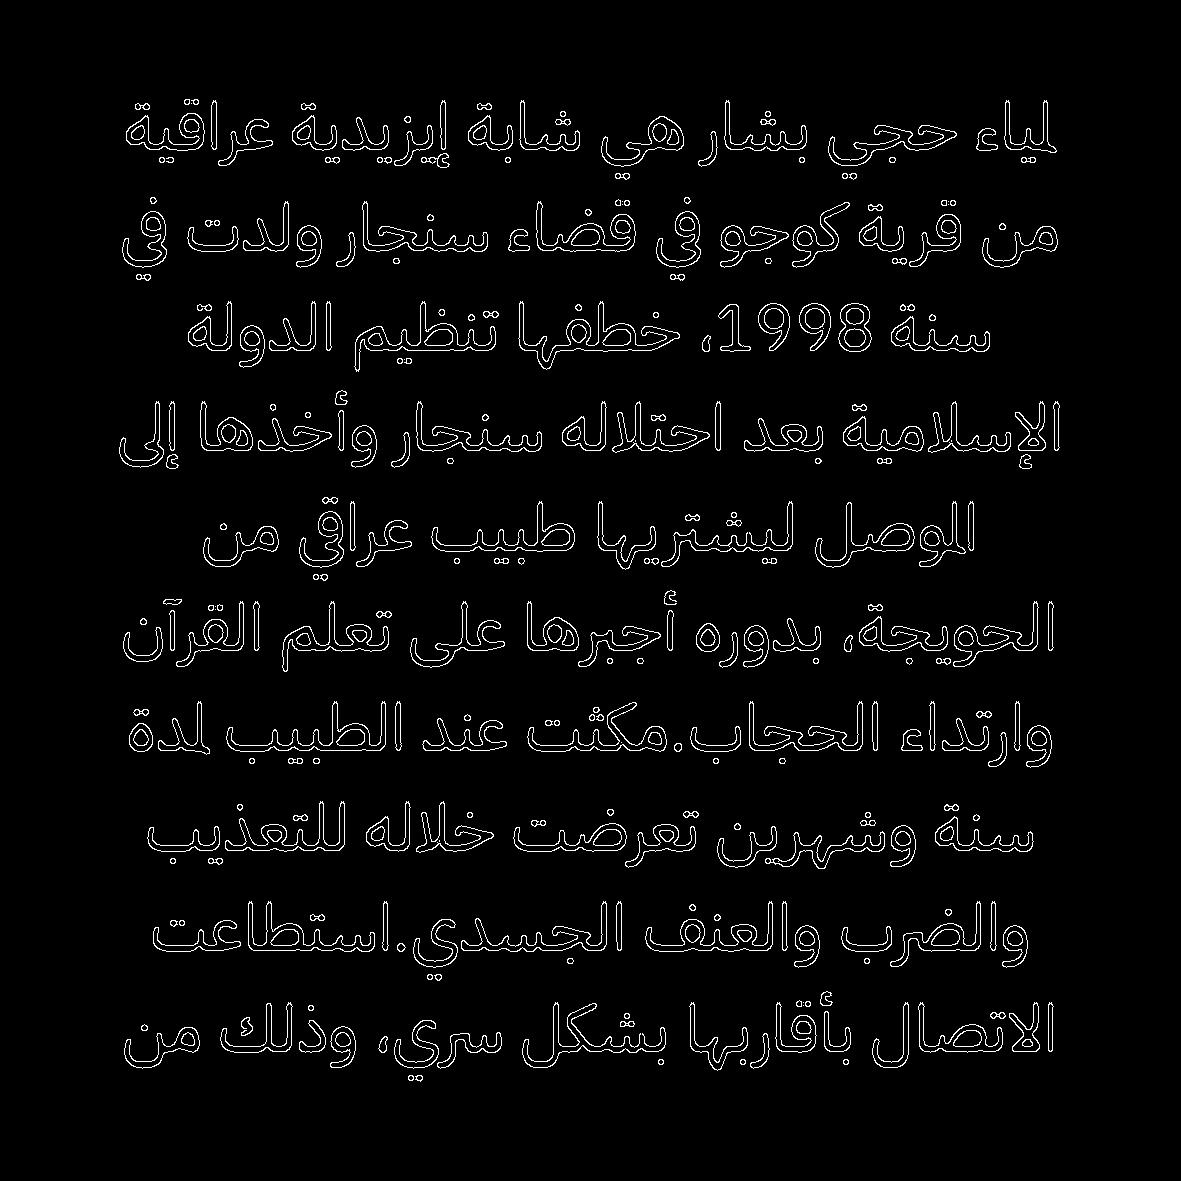 لمياء حجي بشار هي شابة إيزيدية عراقية
من قرية كوجو في قضاء سنجار ولدت في
سنة 1998، خطفها تنظيم الدولة
الإسلامية بعد احتلاله سنجار وأخذها إلى
الموصل ليشتريها طبيب عراقي من
الحويجة، بدوره أجبرها على تعلم القرآن
وارتداء الحجاب.مكثت عند الطبيب لمدة
سنة وشهرين تعرضت خلاله للتعذيب
والضرب والعنف الجسدي.استطاعت
الاتصال بأقاربها بشكل سري، وذلك من